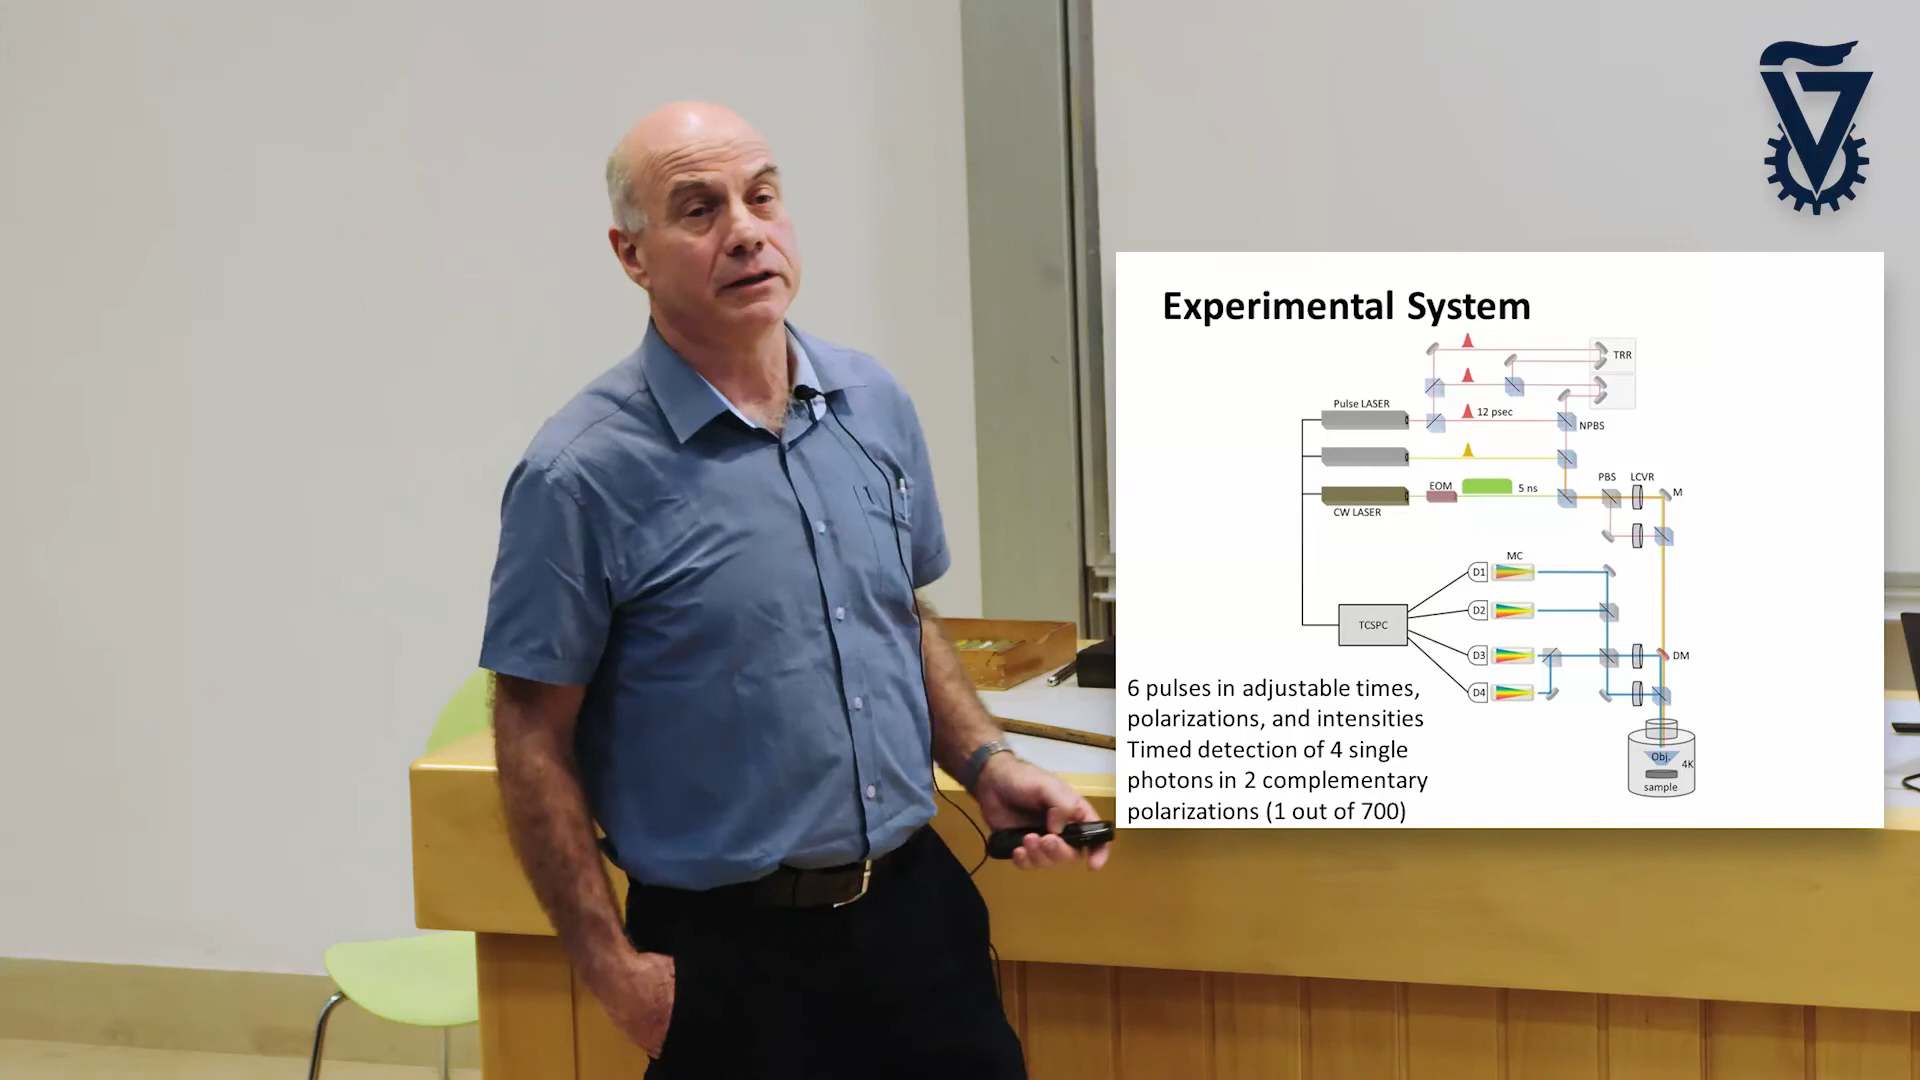 Experimental System
TRR
Pulse LASER
12 psec
NPBS
EOM
5 ns
CW LASER
PBS
LCVR
M
MC
D1
D2
TCSPC
D3
DM
D4
Obj.
4K
sample
6 pulses in adjustable times,
polarizations, and intensities
Timed detection of 4 single
photons in 2 complementary
polarizations (1 out of 700)